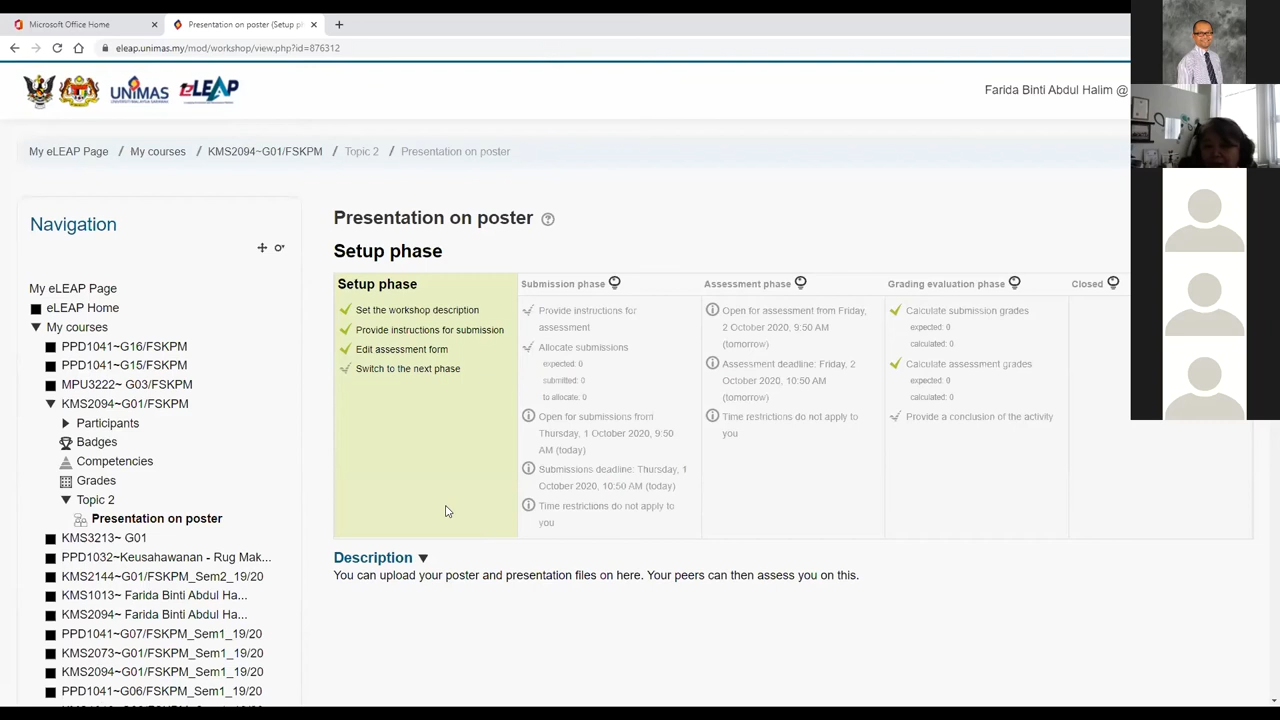 Microsoft Office Home
Presentation on poster (Setup ph
eleap.unimas.my/mod/workshop/view.php?id=876312
UNIMAS
eLEAP
Farida Binti Abdul Halim @
My eLEAP Page / My courses / KMS2094~G01/FSKPM / Topic 2 / Presentation on poster
Navigation
My eLEAP Page
eLEAP Home
My courses
PPD1041~G16/FSKPM
PPD1041~G15/FSKPM
MPU3222~ G03/FSKPM
KMS2094~G01/FSKPM
Participants
Badges
Competencies
Grades
Topic 2
Presentation on poster
KMS3213~ G01
PPD1032~Keusahawanan - Rug Mak...
KMS2144~G01/FSKPM_Sem2_19/20
KMS1013~ Farida Binti Abdul Ha...
KMS2094~ Farida Binti Abdul Ha...
PPD1041~G07/FSKPM_Sem1_19/20
KMS2073~G01/FSKPM_Sem1_19/20
KMS2094~G01/FSKPM_Sem1_19/20
PPD1041~G06/FSKPM_Sem1_19/20
Presentation on poster
Setup phase
Setup phase
Set the workshop description
Provide instructions for submission
Edit assessment form
Switch to the next phase
Submission phase
Provide instructions for
assessment
Allocate submissions
expected: 0
submitted: 0
to allocate: 0
Open for submissions from
Thursday, 1 October 2020, 9:50
AM (today)
Submissions deadline: Thursday, 1
October 2020, 10:50 AM (today)
Time restrictions do not apply to
you
Assessment phase
Open for assessment from Friday,
2 October 2020, 9:50 AM
(tomorrow)
Assessment deadline: Friday, 2
October 2020, 10:50 AM
(tomorrow)
Time restrictions do not apply to
you
Grading evaluation phase
Calculate submission grades
expected: 0
calculated: 0
Calculate assessment grades
expected: 0
calculated: 0
Provide a conclusion of the activity
Closed
Description
You can upload your poster and presentation files on here. Your peers can then assess you on this.